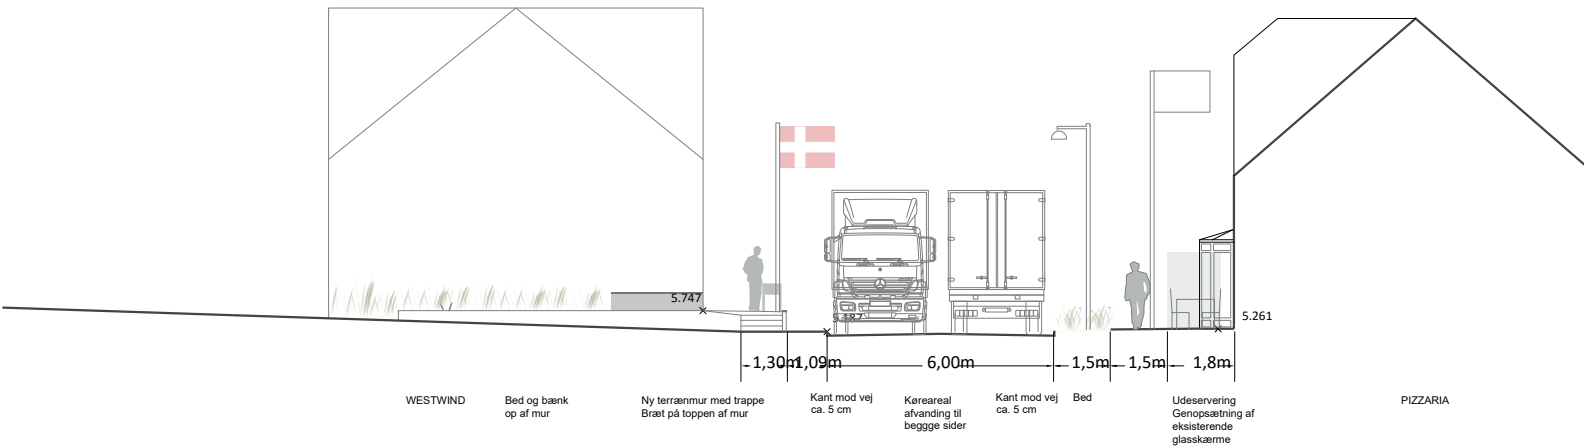 5.747
5.261
1,30m
1,09m
6,00m
1,5m
1,5m
1,8m
WESTWIND
Bed og bænk
op af mur
Ny terrænmur med trappe
Bræt på toppen af mur
Kant mod vej
ca. 5 cm
Køreareal
afvanding til
beggge sider
Kant mod vej
ca. 5 cm
Bed
Udeservering
Genopsætning af
eksisterende
glasskærme
PIZZARIA